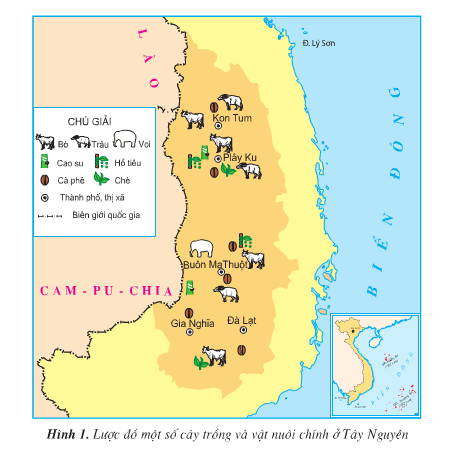 Đ. Lý Sơn
LÀO
BIỂN ĐÔNG
CHÚ GIẢI
Bò Trâu Voi
Cao su Hồ tiêu
Cà phê Chè
Thành phố, thị xã
Biên giới quốc gia
Kon Tum
Plây Ku
Buôn Ma Thuột
CAM - PU - CHIA
Gia Nghĩa
Đà Lạt
BIỂN ĐÔNG
Hình 1. Lược đồ một số cây trồng và vật nuôi chính ở Tây Nguyên